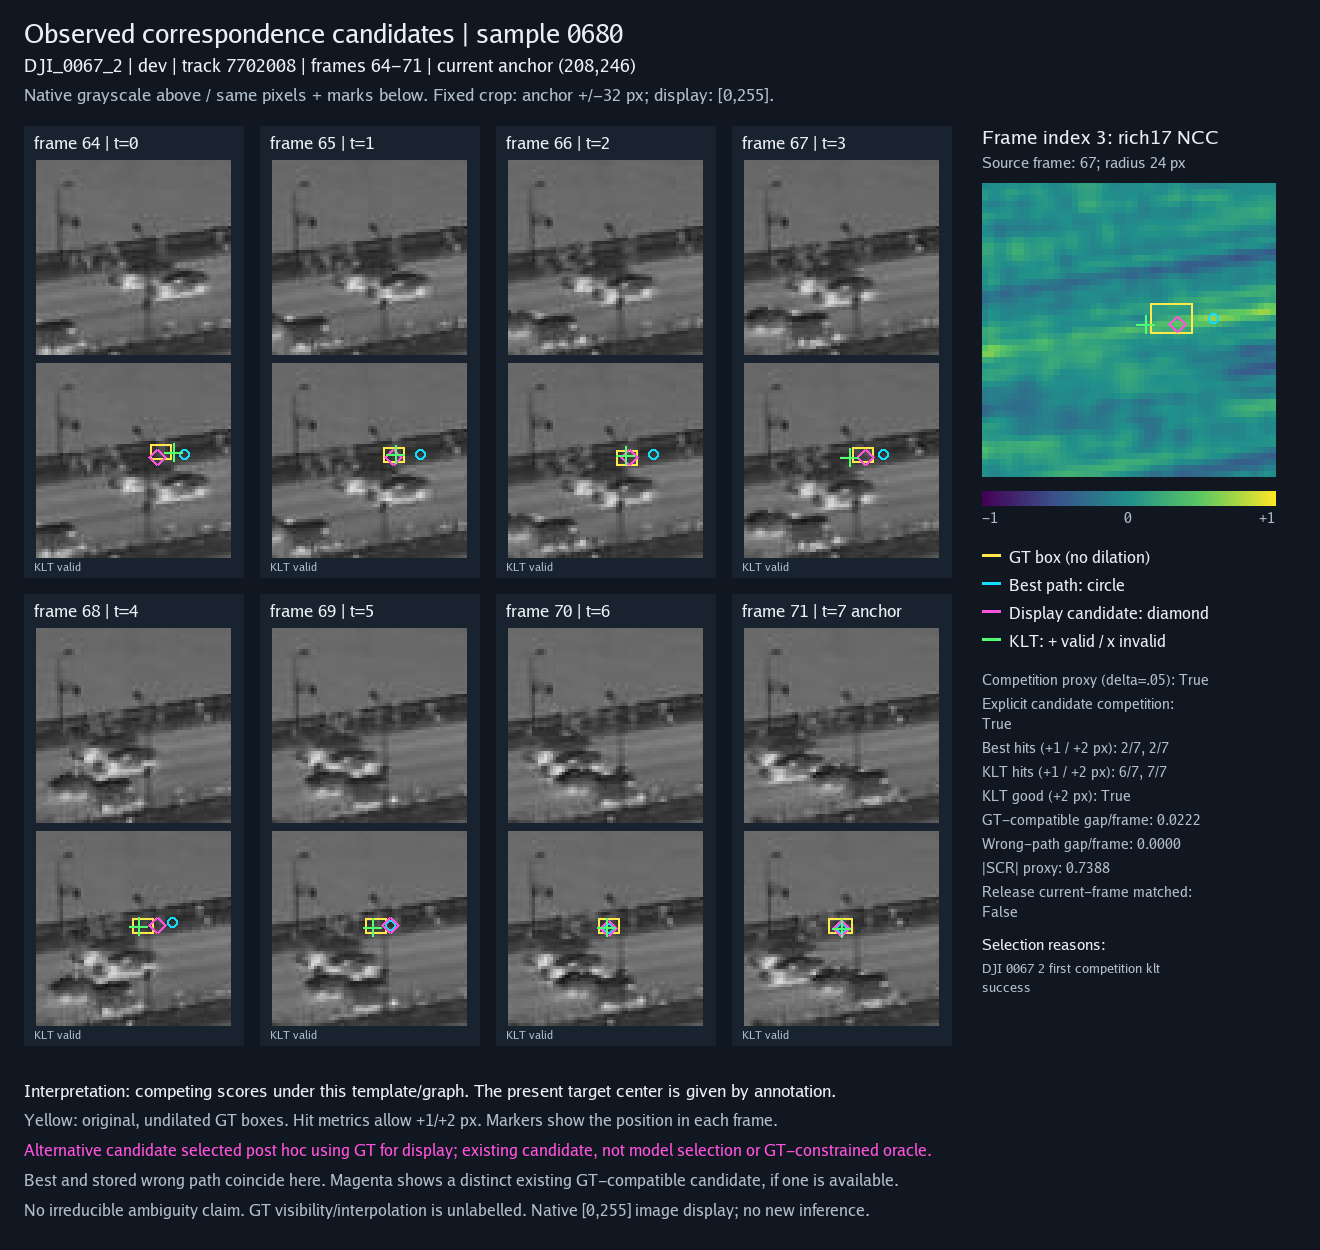 Observed correspondence candidates | sample 0680
DJI_0067_2 | dev | track 7702008 | frames 64–71 | current anchor (208,246)
Native grayscale above / same pixels + marks below. Fixed crop: anchor +/−32 px; display: [0,255].
frame 64 | t=0
frame 65 | t=1
frame 66 | t=2
frame 67 | t=3
KLT valid
KLT valid
KLT valid
KLT valid
frame 68 | t=4
frame 69 | t=5
frame 70 | t=6
frame 71 | t=7 anchor
KLT valid
KLT valid
KLT valid
KLT valid
Frame index 3: rich17 NCC
Source frame: 67; radius 24 px
−1 0 +1
GT box (no dilation)
Best path: circle
Display candidate: diamond
KLT: + valid / x invalid
Competition proxy (delta=.05): True
Explicit candidate competition:
True
Best hits (+1 / +2 px): 2/7, 2/7
KLT hits (+1 / +2 px): 6/7, 7/7
KLT good (+2 px): True
GT−compatible gap/frame: 0.0222
Wrong−path gap/frame: 0.0000
|SCR| proxy: 0.7388
Release current−frame matched:
False
Selection reasons:
DJI 0067 2 first competition klt
success
Interpretation: competing scores under this template/graph. The present target center is given by annotation.
Yellow: original, undilated GT boxes. Hit metrics allow +1/+2 px. Markers show the position in each frame.
Alternative candidate selected post hoc using GT for display; existing candidate, not model selection or GT−constrained oracle.
Best and stored wrong path coincide here. Magenta shows a distinct existing GT−compatible candidate, if one is available.
No irreducible ambiguity claim. GT visibility/interpolation is unlabelled. Native [0,255] image display; no new inference.